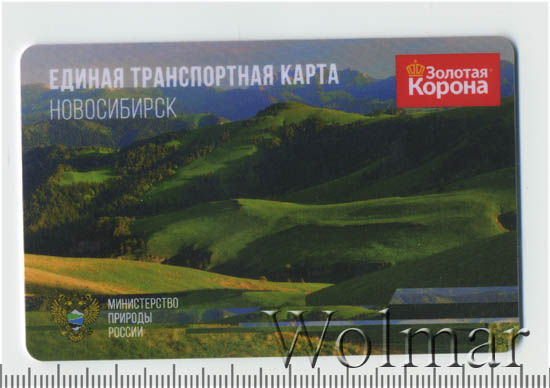 ЕДИНАЯ ТРАНСПОРТНАЯ КАРТА
НОВОСИБИРСК
Золотая
Корона
МИНИСТЕРСТВО
ПРИРОДЫ
РОССИИ
Wolmar